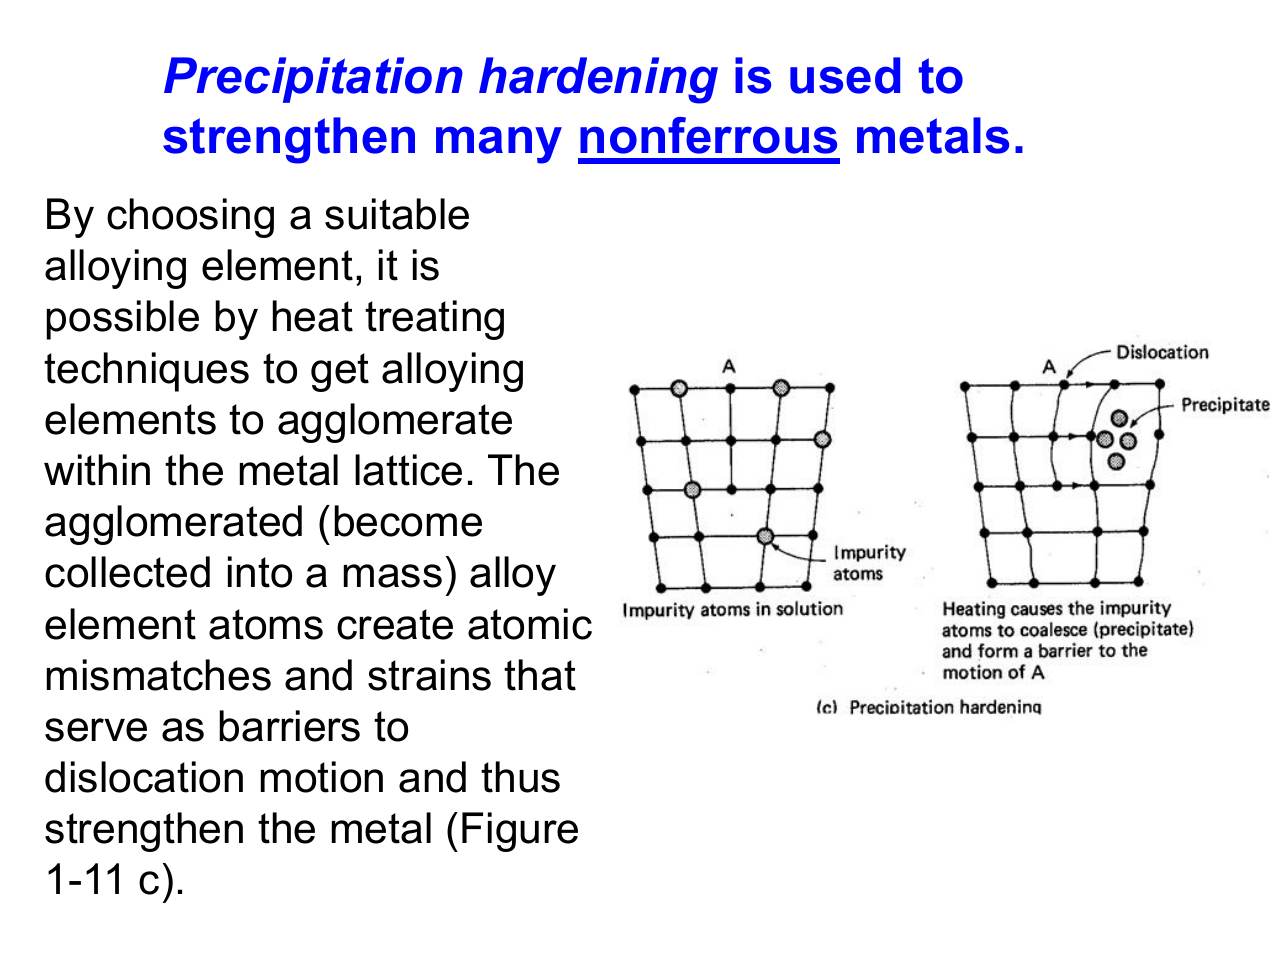 Precipitation hardening is used to
strengthen many nonferrous metals.
By choosing a suitable
alloying element, it is
possible by heat treating
techniques to get alloying
elements to agglomerate
within the metal lattice. The
agglomerated (become
collected into a mass) alloy
element atoms create atomic
mismatches and strains that
serve as barriers to
dislocation motion and thus
strengthen the metal (Figure
1-11 c).
A
Impurity
atoms
Impurity atoms in solution
A
Dislocation
Precipitate
Heating causes the impurity
atoms to coalesce (precipitate)
and form a barrier to the
motion of A
(c) Precipitation hardening